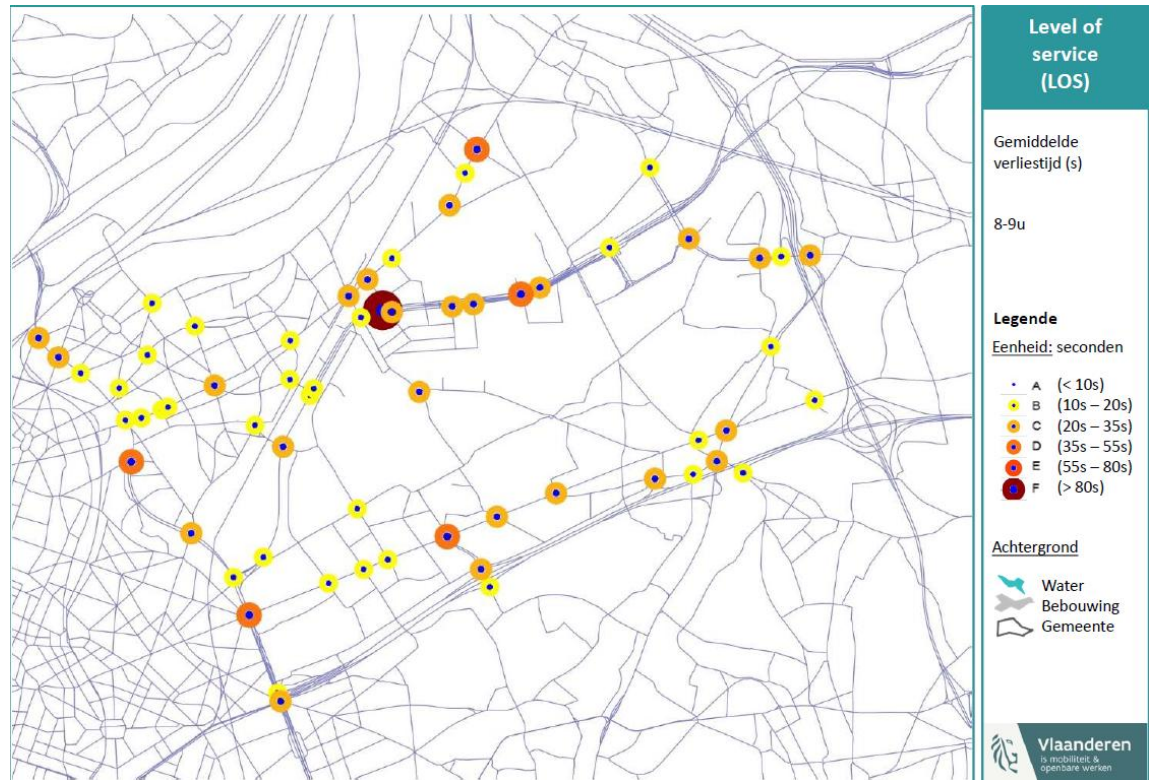 Level of
service
(LOS)
Gemiddelde
verliestijd (s)
8-9u
Legende
Eenheid: seconden
A (< 10s)
B (10s – 20s)
C (20s – 35s)
D (35s – 55s)
E (55s – 80s)
F (> 80s)
Achtergrond
Water
Bebouwing
Gemeente
Vlaanderen
is mobiliteit &
openbare werken